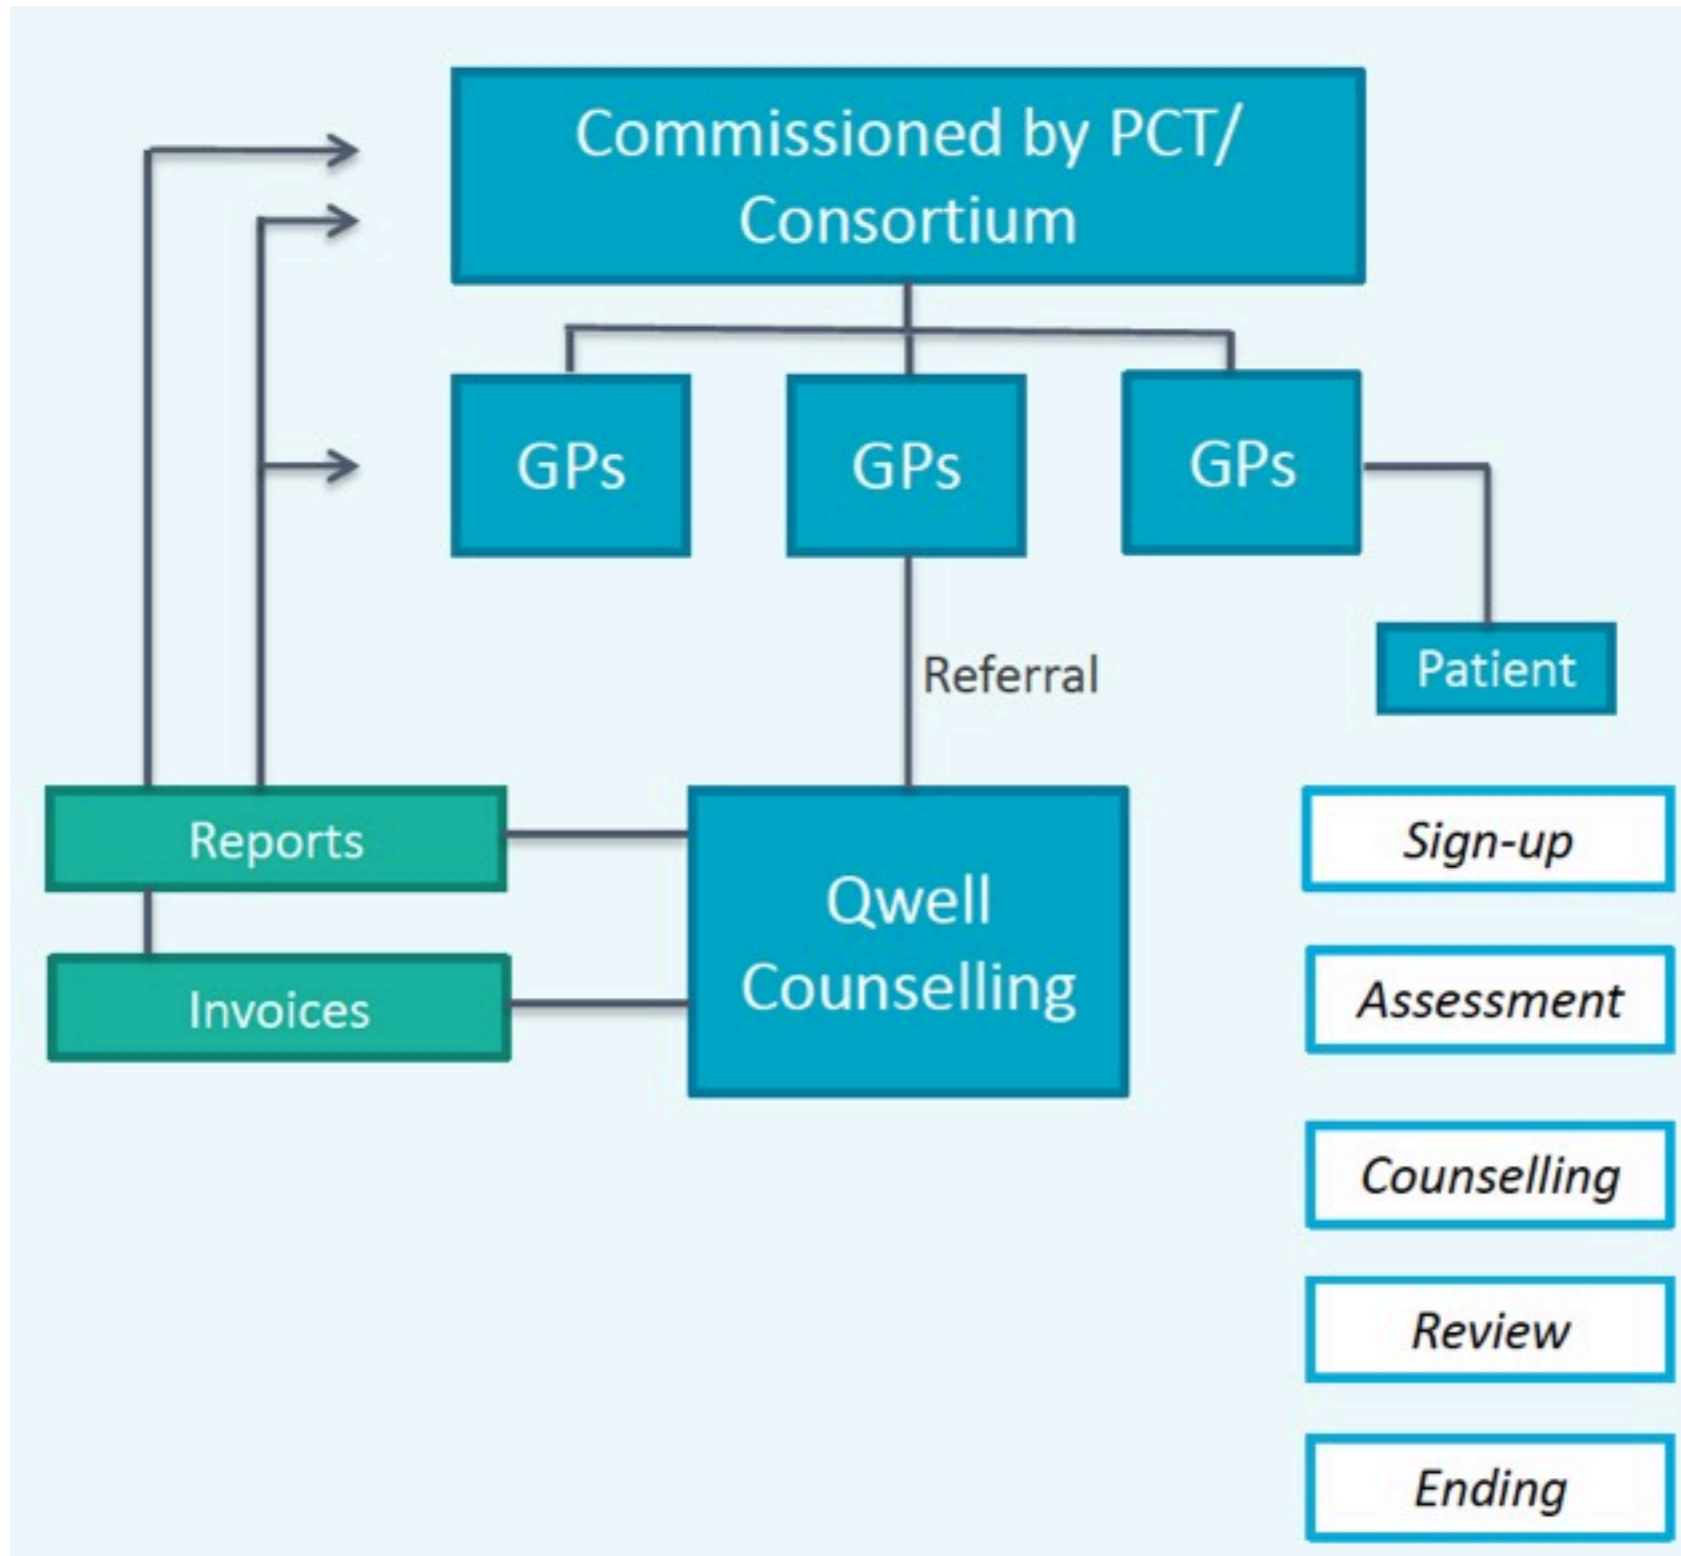 Commissioned by PCT/
Consortium
GPs
GPs
GPs
Referral
Patient
Reports
Invoices
Qwell
Counselling
Sign-up
Assessment
Counselling
Review
Ending